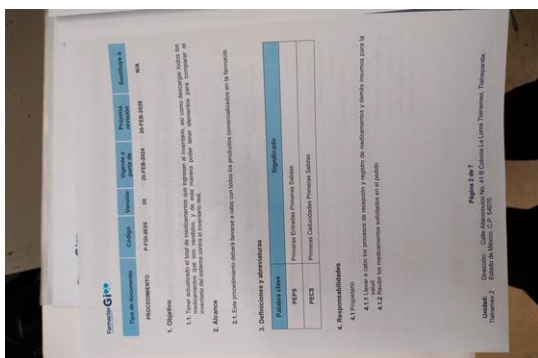 Farmacias Gi
Tipo de documento Código Versión Vigente a partir de Próxima revisión Sustituye a
PROCEDIMIENTO 00 20-FEB-2024 20-FEB-2026 N/A
1. Objetivo
1.1. Tener actualizado el total de medicamentos que ingresan al inventario, así como descargar todos los
medicamentos que son vendidos, y de esta manera poder tener elementos para comparar el
inventario del sistema contra el inventario real.
2. Alcance
2.1. Este procedimiento deberá llevarse a cabo con todos los productos comercializados en la farmacia.
3. Definiciones y abreviaturas
Palabra clave Significado
PEPS Primeras Entradas Primeras Salidas
PECS Primeras Caducidades Primeras Salidas
4. Responsabilidades
4.1 Propietario
4.1.1 Llevar a cabo los procesos de recepción y registro de medicamentos y demás insumos para la
salud.
4.1.2 Recibir los medicamentos solicitados en el pedido
Página 2 de 7
Unidad: Dirección: Calle Atlacomulco No. 41 B Colonia La Loma Tlalnemex, Tlalnepantla,
Tlalnemex 2 Estado de México. C.P. 54070